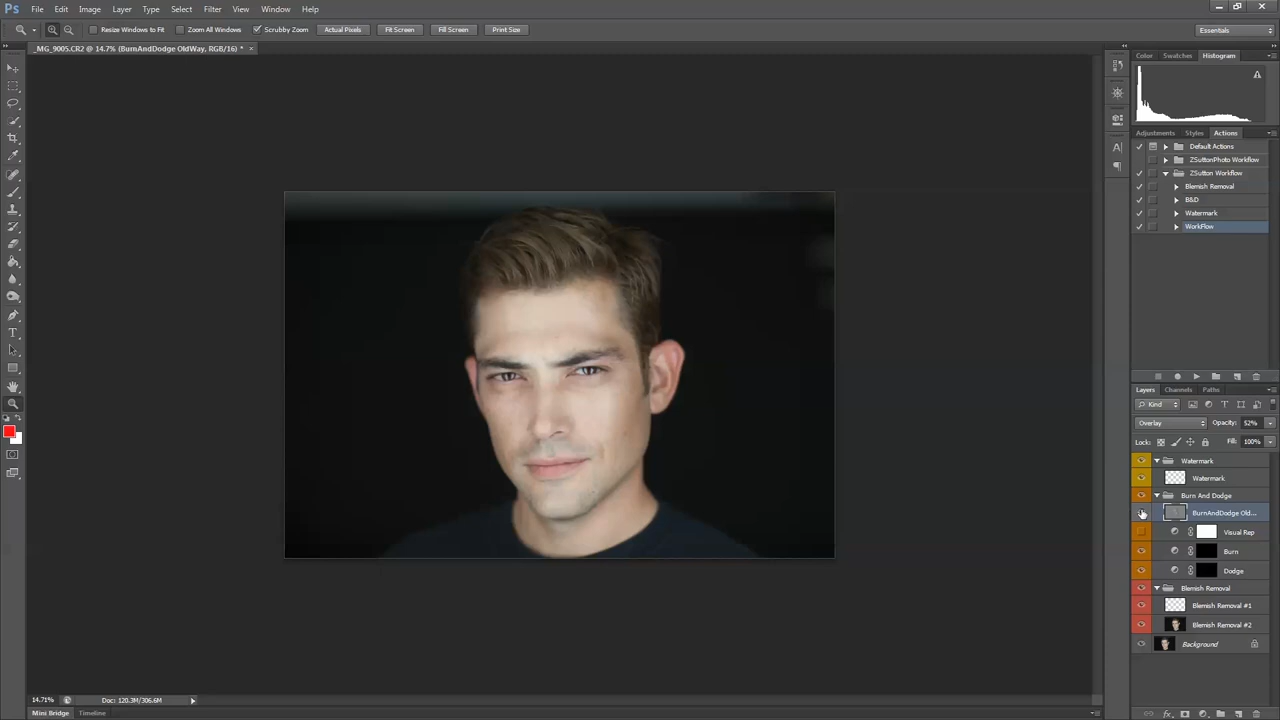 Ps File Edit Image Layer Type Select Filter View Window Help
Resize Windows to Fit Zoom All Windows Scrubby Zoom Actual Pixels Fit Screen Fill Screen Print Size Essentials
_MG_9005.CR2 @ 14.7% (BurnAndDodge OldWay, RGB/16) * ×
Color Swatches Histogram
Adjustments Styles Actions
Default Actions
ZSuttonPhoto Workflow
ZSutton Workflow
Blemish Removal
B&D
Watermark
WorkFlow
Layers Channels Paths
Kind
Overlay Opacity: 52%
Lock: Fill: 100%
Watermark
Watermark
Burn And Dodge
BurnAndDodge Old...
Visual Rep
Burn
Dodge
Blemish Removal
Blemish Removal #1
Blemish Removal #2
Background
14.71% Doc: 120.3M/306.6M
Mini Bridge Timeline